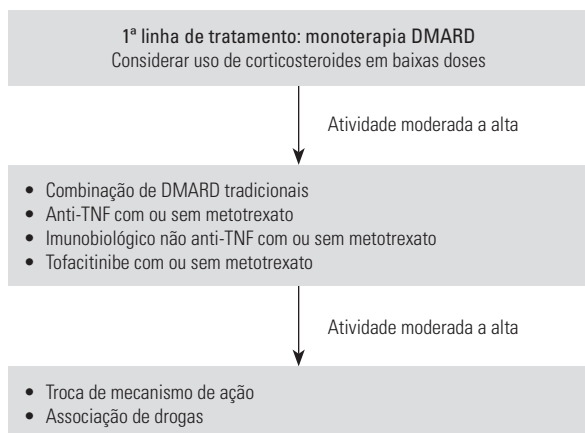 1ª linha de tratamento: monoterapia DMARD
Considerar uso de corticosteroides em baixas doses
Atividade moderada a alta
• Combinação de DMARD tradicionais
• Anti-TNF com ou sem metotrexato
• Imunobiológico não anti-TNF com ou sem metotrexato
• Tofacitinibe com ou sem metotrexato
Atividade moderada a alta
• Troca de mecanismo de ação
• Associação de drogas